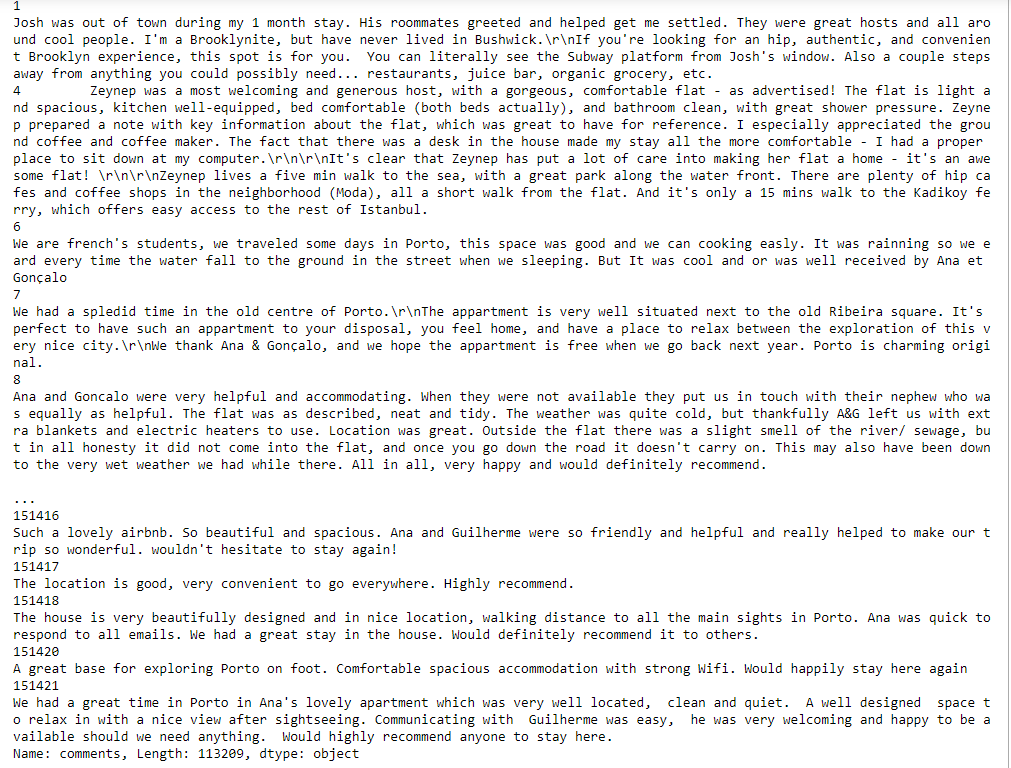 1
Josh was out of town during my 1 month stay. His roommates greeted and helped get me settled. They were great hosts and all aro
und cool people. I'm a Brooklynite, but have never lived in Bushwick.\r\nIf you're looking for an hip, authentic, and convenien
t Brooklyn experience, this spot is for you.  You can literally see the Subway platform from Josh's window. Also a couple steps
away from anything you could possibly need... restaurants, juice bar, organic grocery, etc.
4         Zeynep was a most welcoming and generous host, with a gorgeous, comfortable flat - as advertised! The flat is light a
nd spacious, kitchen well-equipped, bed comfortable (both beds actually), and bathroom clean, with great shower pressure. Zeyne
p prepared a note with key information about the flat, which was great to have for reference. I especially appreciated the grou
nd coffee and coffee maker. The fact that there was a desk in the house made my stay all the more comfortable - I had a proper
place to sit down at my computer.\r\n\r\nIt's clear that Zeynep has put a lot of care into making her flat a home - it's an awe
some flat! \r\n\r\nZeynep lives a five min walk to the sea, with a great park along the water front. There are plenty of hip ca
fes and coffee shops in the neighborhood (Moda), all a short walk from the flat. And it's only a 15 mins walk to the Kadikoy fe
rry, which offers easy access to the rest of Istanbul.
6
We are french's students, we traveled some days in Porto, this space was good and we can cooking easly. It was rainning so we e
ard every time the water fall to the ground in the street when we sleeping. But It was cool and or was well received by Ana et
Gonçalo
7
We had a spledid time in the old centre of Porto.\r\nThe appartment is very well situated next to the old Ribeira square. It's
perfect to have such an appartment to your disposal, you feel home, and have a place to relax between the exploration of this v
ery nice city.\r\nWe thank Ana & Gonçalo, and we hope the appartment is free when we go back next year. Porto is charming origi
nal.
8
Ana and Goncalo were very helpful and accommodating. When they were not available they put us in touch with their nephew who wa
s equally as helpful. The flat was as described, neat and tidy. The weather was quite cold, but thankfully A&G left us with ext
ra blankets and electric heaters to use. Location was great. Outside the flat there was a slight smell of the river/ sewage, bu
t in all honesty it did not come into the flat, and once you go down the road it doesn't carry on. This may also have been down
to the very wet weather we had while there. All in all, very happy and would definitely recommend.
...
151416
Such a lovely airbnb. So beautiful and spacious. Ana and Guilherme were so friendly and helpful and really helped to make our t
rip so wonderful. wouldn't hesitate to stay again!
151417
The location is good, very convenient to go everywhere. Highly recommend.
151418
The house is very beautifully designed and in nice location, walking distance to all the main sights in Porto. Ana was quick to
respond to all emails. We had a great stay in the house. Would definitely recommend it to others.
151420
A great base for exploring Porto on foot. Comfortable spacious accommodation with strong Wifi. Would happily stay here again
151421
We had a great time in Porto in Ana's lovely apartment which was very well located,  clean and quiet.  A well designed  space t
o relax in with a nice view after sightseeing. Communicating with  Guilherme was easy,  he was very welcoming and happy to be a
vailable should we need anything.  Would highly recommend anyone to stay here.
Name: comments, Length: 113209, dtype: object